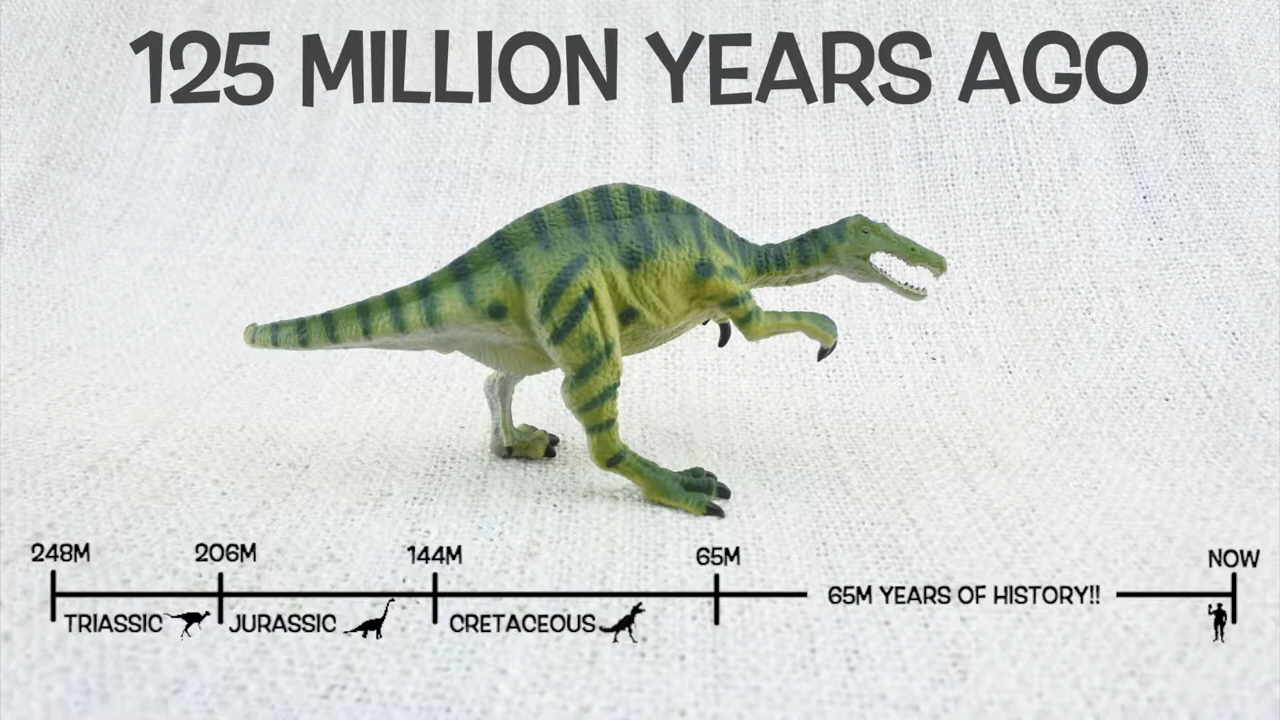 125 MILLION YEARS AGO
248M 206M 144M 65M NOW
65M YEARS OF HISTORY!!
TRIASSIC JURASSIC CRETACEOUS